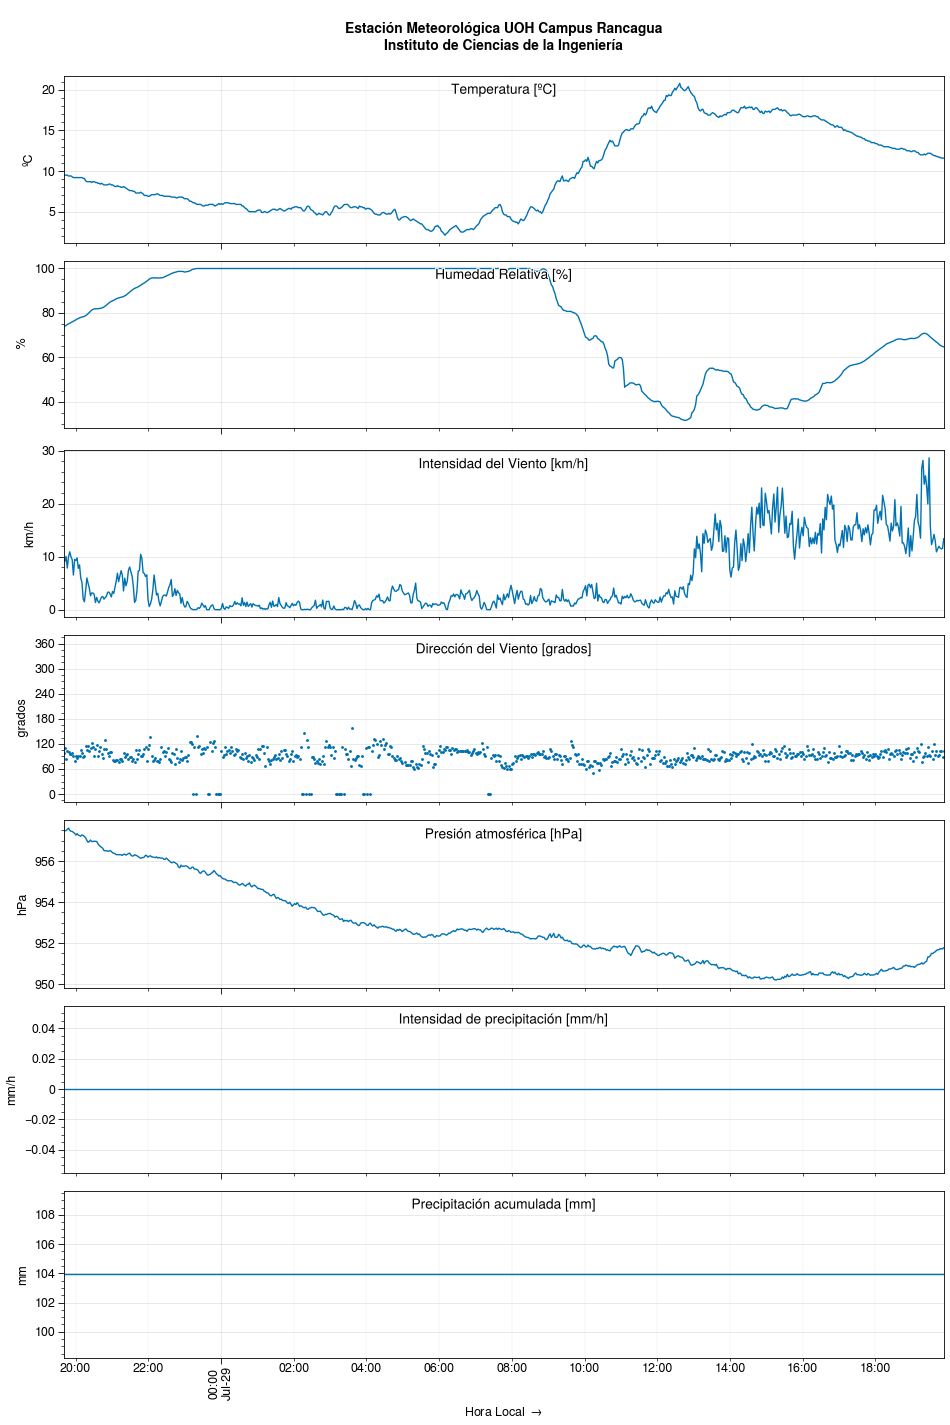 Estación Meteorológica UOH Campus Rancagua
Instituto de Ciencias de la Ingeniería
Temperatura [ºC]
20
15
10
5
ºC
Humedad Relativa [%]
100
80
60
40
%
Intensidad del Viento [km/h]
30
20
10
0
km/h
Dirección del Viento [grados]
360
300
240
180
120
60
0
grados
Presión atmosférica [hPa]
956
954
952
950
hPa
Intensidad de precipitación [mm/h]
0.04
0.02
0
−0.02
−0.04
mm/h
Precipitación acumulada [mm]
108
106
104
102
100
mm
20:00 22:00 00:00 02:00 04:00 06:00 08:00 10:00 12:00 14:00 16:00 18:00
Jul-29
Hora Local →